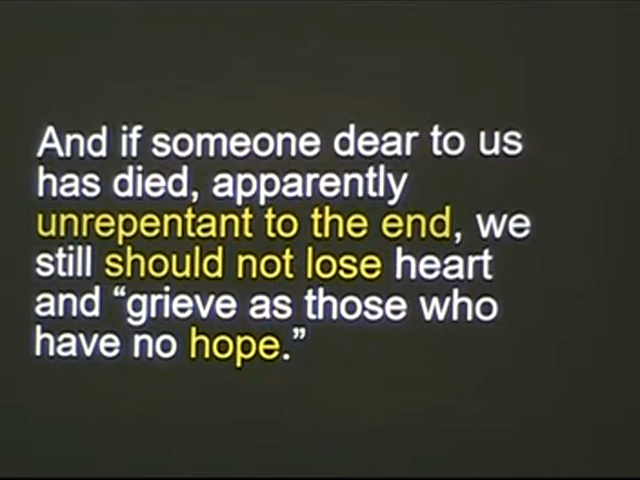 And if someone dear to us
has died, apparently
unrepentant to the end, we
still should not lose heart
and “grieve as those who
have no hope.”